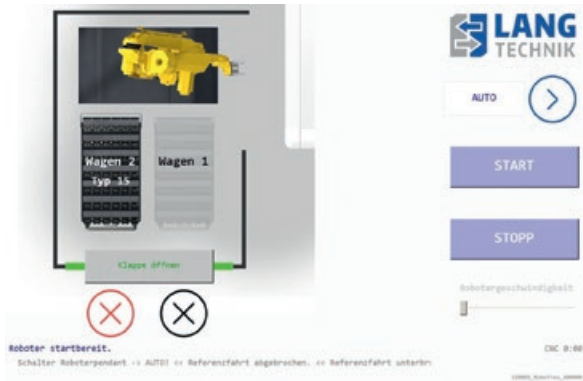 LANG
TECHNIK
AUTO
Wagen 2
Typ 15
Wagen 1
START
STOPP
Klappe öffnen
Robotergeschwindigkeit
Roboter startbereit.
CNC 0:00
Schalter Roboterpendant -> AUTO! << Referenzfahrt abgebrochen. << Referenzfahrt unterbr